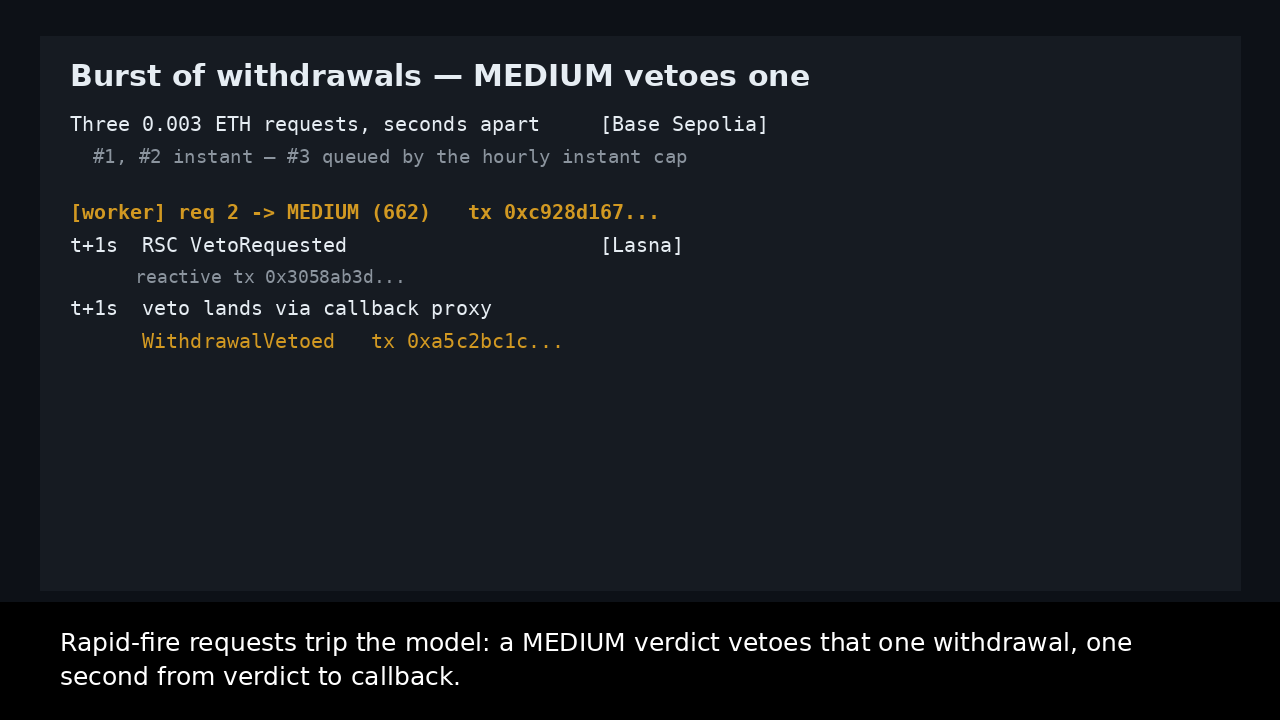 Burst of withdrawals — MEDIUM vetoes one
Three 0.003 ETH requests, seconds apart [Base Sepolia]
#1, #2 instant — #3 queued by the hourly instant cap
[worker] req 2 -> MEDIUM (662) tx 0xc928d167...
t+1s RSC VetoRequested [Lasna]
reactive tx 0x3058ab3d...
t+1s veto lands via callback proxy
WithdrawalVetoed tx 0xa5c2bc1c...
Rapid-fire requests trip the model: a MEDIUM verdict vetoes that one withdrawal, one
second from verdict to callback.